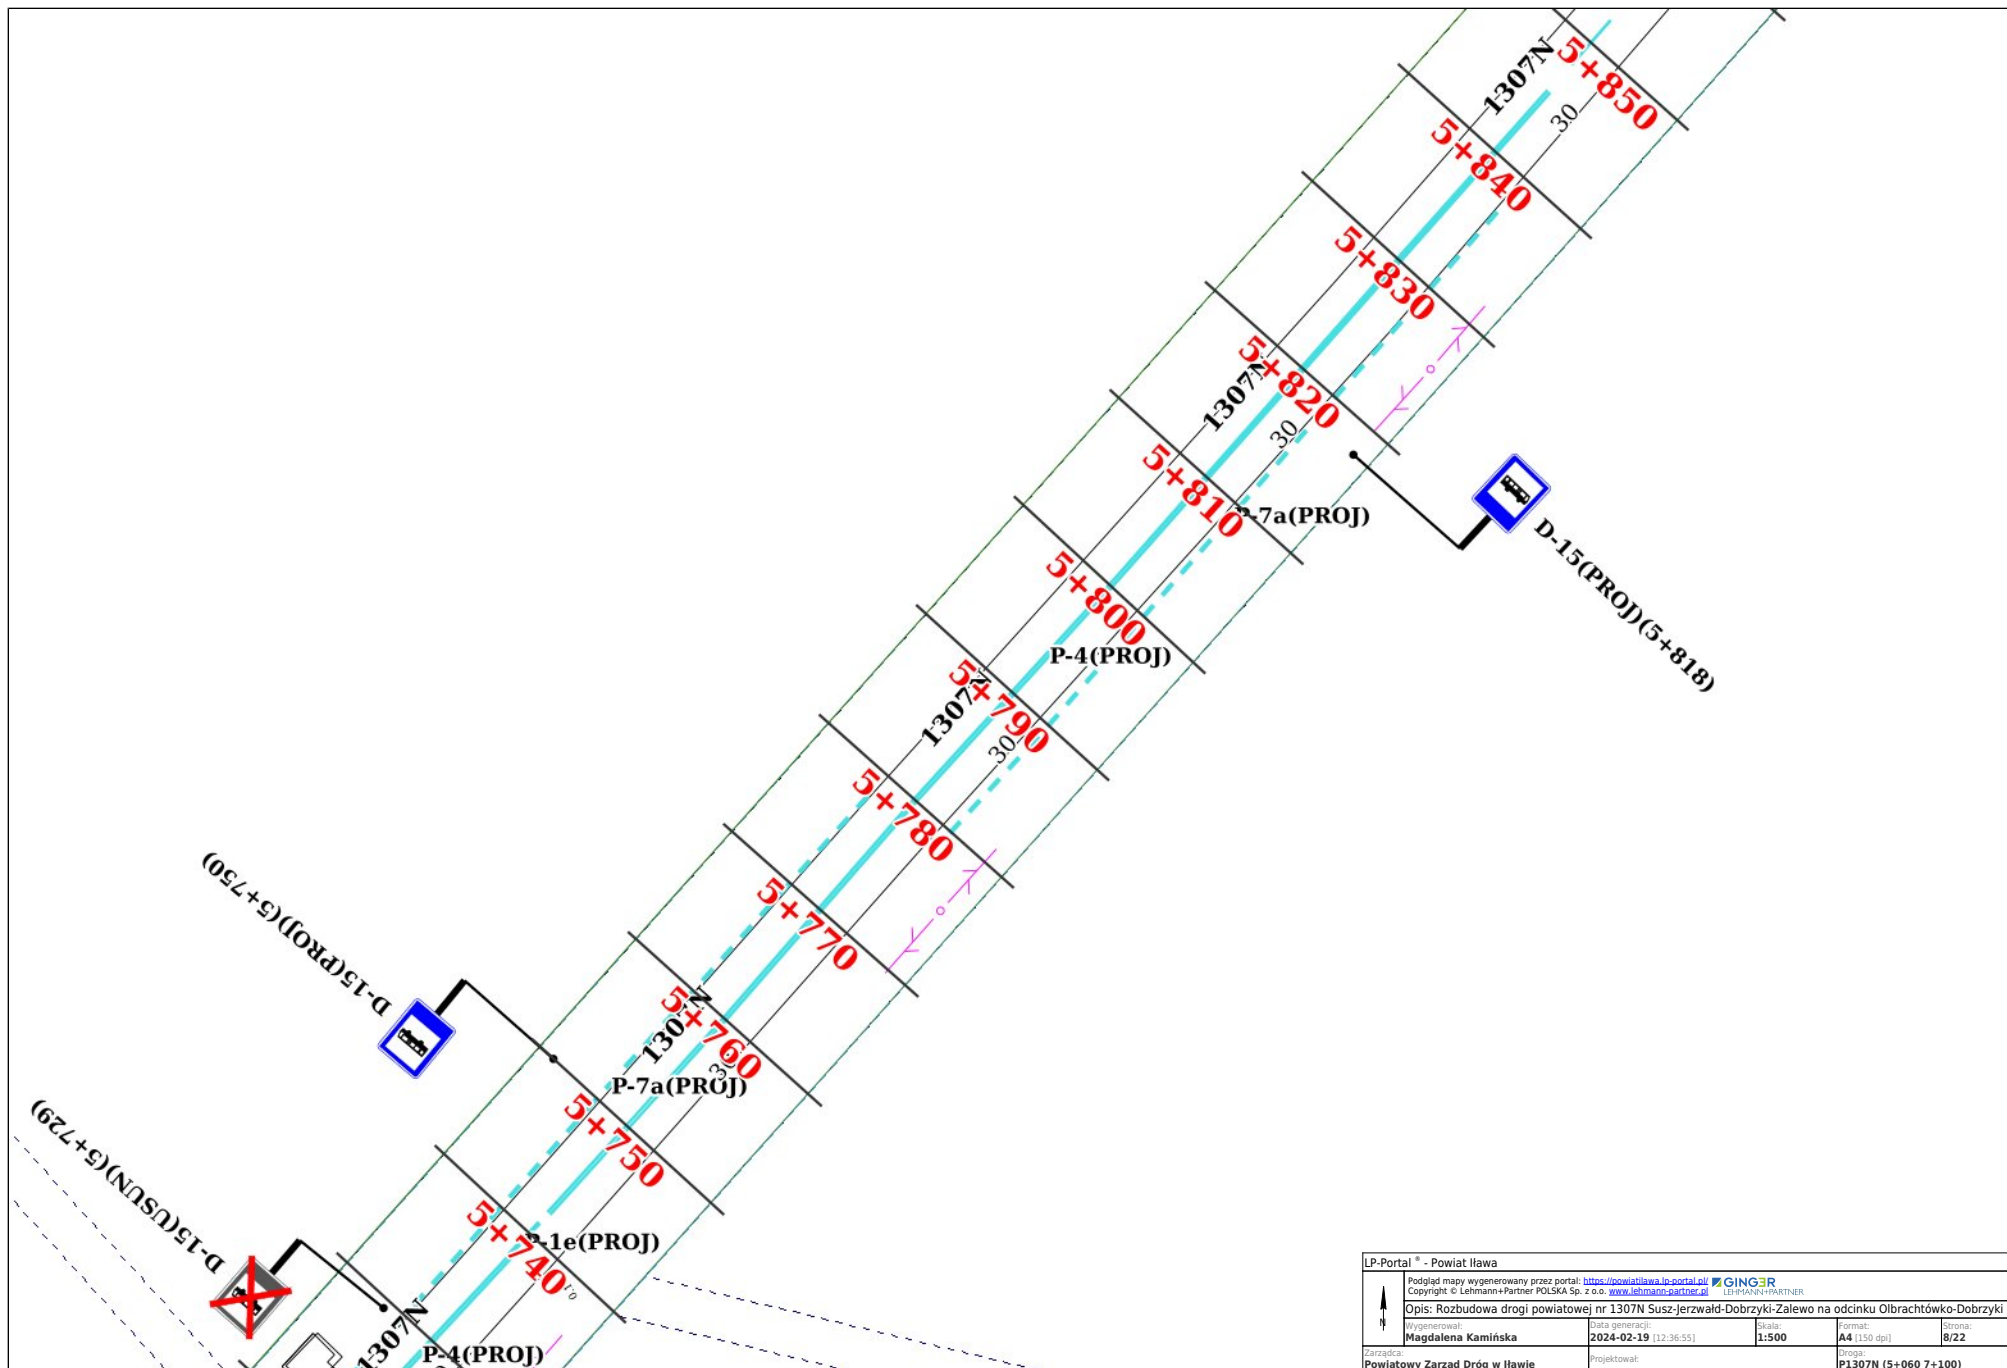 1307N
5+850
30
5+840
5+830
5+820
1307N
30
5+810
P-7a(PROJ)
D-15(PROJ)(5+818)
5+800
P-4(PROJ)
5+790
1307N
30
5+780
5+770
D-15(PROJ)(5+750)
5+760
1307N
30
P-7a(PROJ)
5+750
D-15(USUN)(5+729)
5+740
P-1e(PROJ)
1307N
P-4(PROJ)
LP-Portal ® - Powiat Iława
Podgląd mapy wygenerowany przez portal: https://powiatilawa.lp-portal.pl/
Copyright © Lehmann+Partner POLSKA Sp. z o.o. www.lehmann-partner.pl
GINGER
LEHMANN+PARTNER
N
Opis: Rozbudowa drogi powiatowej nr 1307N Susz-Jerzwałd-Dobrzyki-Zalewo na odcinku Olbrachtówko-Dobrzyki
Wygenerował: Data generacji: Skala: Format: Strona:
Magdalena Kamińska 2024-02-19 [12:36:55] 1:500 A4 [150 dpi] 8/22
Zarządca: Projektował: Droga:
Powiatowy Zarząd Dróg w Iławie P1307N (5+060 7+100)